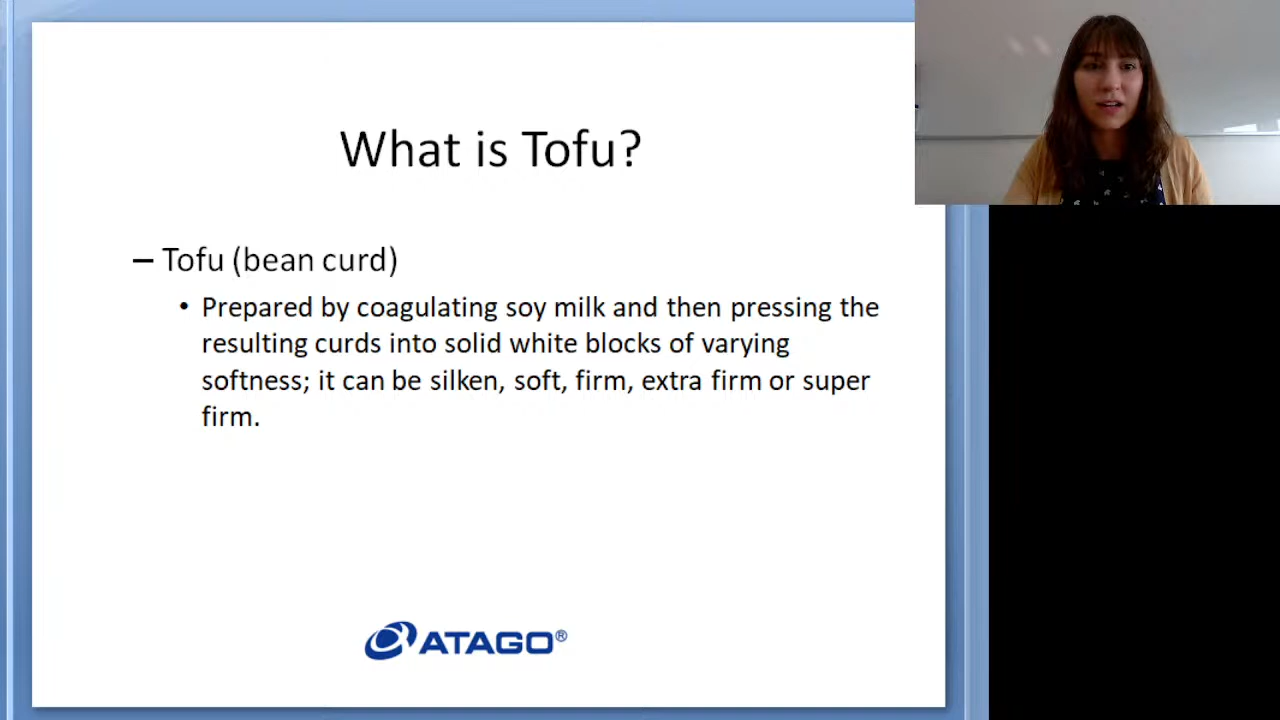 What is Tofu?
– Tofu (bean curd)
• Prepared by coagulating soy milk and then pressing the
resulting curds into solid white blocks of varying
softness; it can be silken, soft, firm, extra firm or super
firm.
ATAGO®